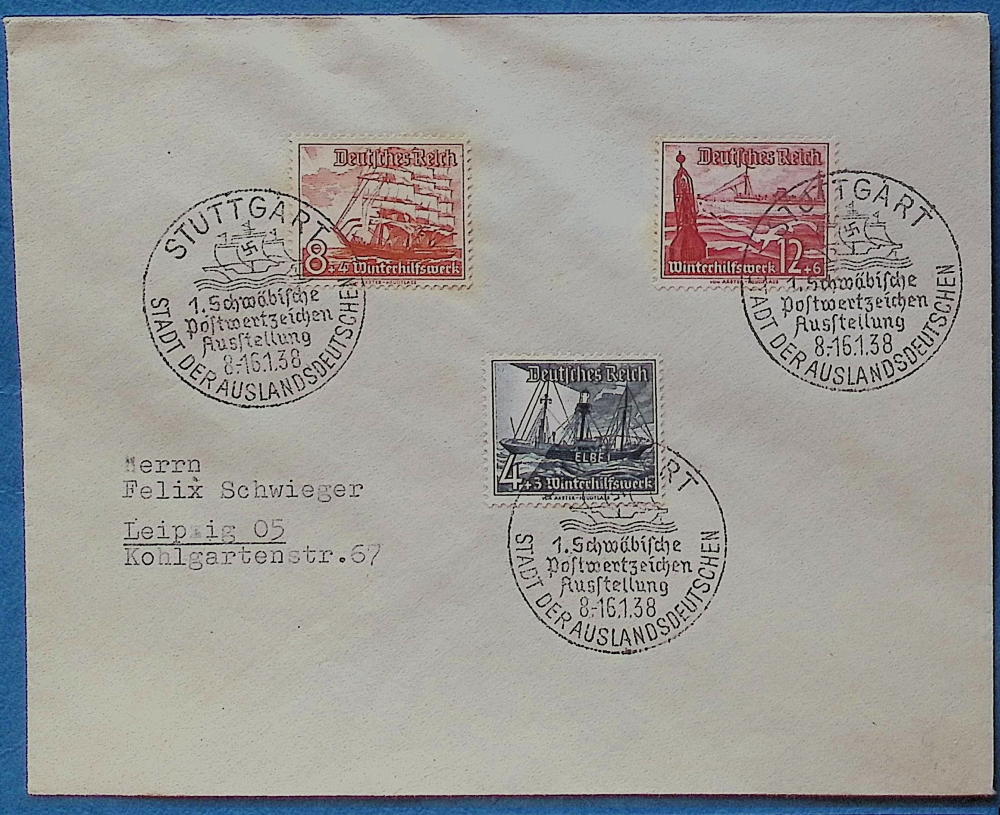 Deutsches Reich
8+4 Winterhilfswerk
STUTTGART
1. Schwäbische
Postwertzeichen
Ausstellung
8.-16.1.38
STADT DER AUSLANDSDEUTSCHEN
Deutsches Reich
Winterhilfswerk 12+6
STUTTGART
1. Schwäbische
Postwertzeichen
Ausstellung
8.-16.1.38
STADT DER AUSLANDSDEUTSCHEN
Deutsches Reich
ELBE 1
4+3 Winterhilfswerk
1. Schwäbische
Postwertzeichen
Ausstellung
8.-16.1.38
STADT DER AUSLANDSDEUTSCHEN
Herrn
Felix Schwieger
Leipzig O5
Kohlgartenstr.67